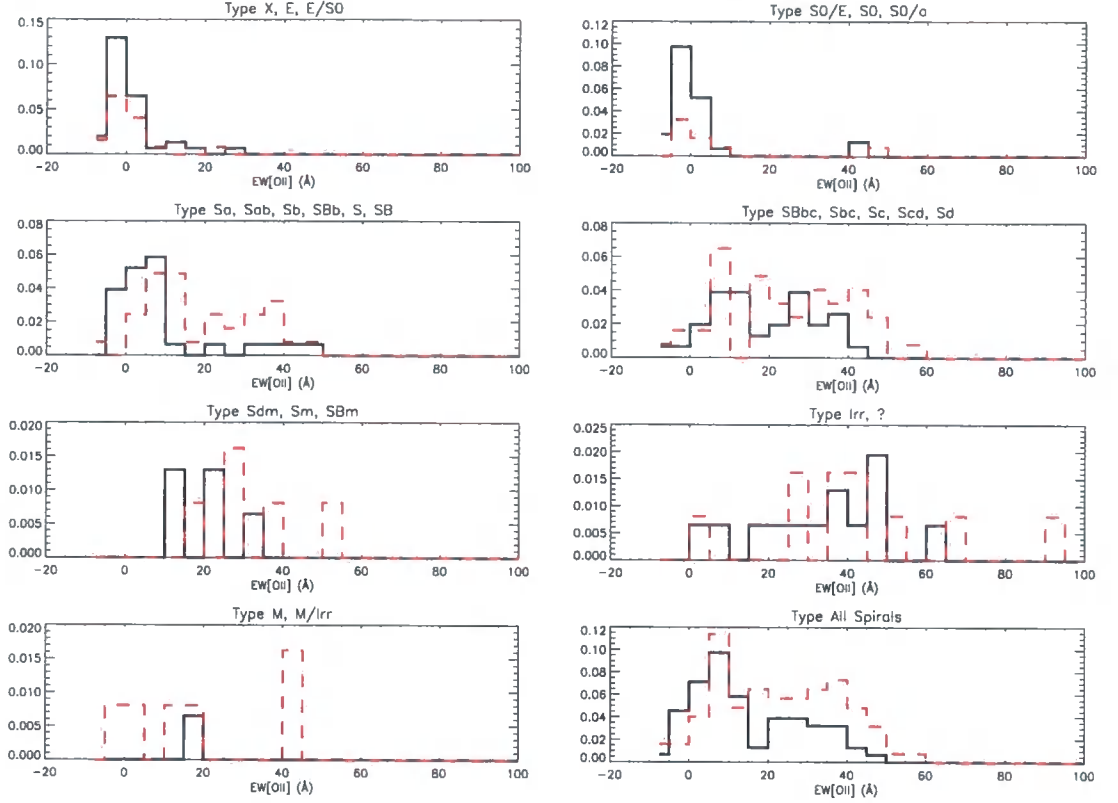 Type X, E, E/S0
0.15
0.10
0.05
0.00
-20 0 20 40 60 80 100
EW[OII] (Å)
Type S0/E, S0, S0/a
0.12
0.10
0.08
0.06
0.04
0.02
0.00
-20 0 20 40 60 80 100
EW[OII] (Å)
Type Sa, Sab, Sb, SBb, S, SB
0.08
0.06
0.04
0.02
0.00
-20 0 20 40 60 80 100
EW[OII] (Å)
Type SBbc, Sbc, Sc, Scd, Sd
0.08
0.06
0.04
0.02
0.00
-20 0 20 40 60 80 100
EW[OII] (Å)
Type Sdm, Sm, SBm
0.020
0.015
0.010
0.005
0.000
-20 0 20 40 60 80 100
EW[OII] (Å)
Type Irr, ?
0.025
0.020
0.015
0.010
0.005
0.000
-20 0 20 40 60 80 100
EW[OII] (Å)
Type M, M/Irr
0.020
0.015
0.010
0.005
0.000
-20 0 20 40 60 80 100
EW[OII] (Å)
Type All Spirals
0.12
0.10
0.08
0.06
0.04
0.02
0.00
-20 0 20 40 60 80 100
EW[OII] (Å)